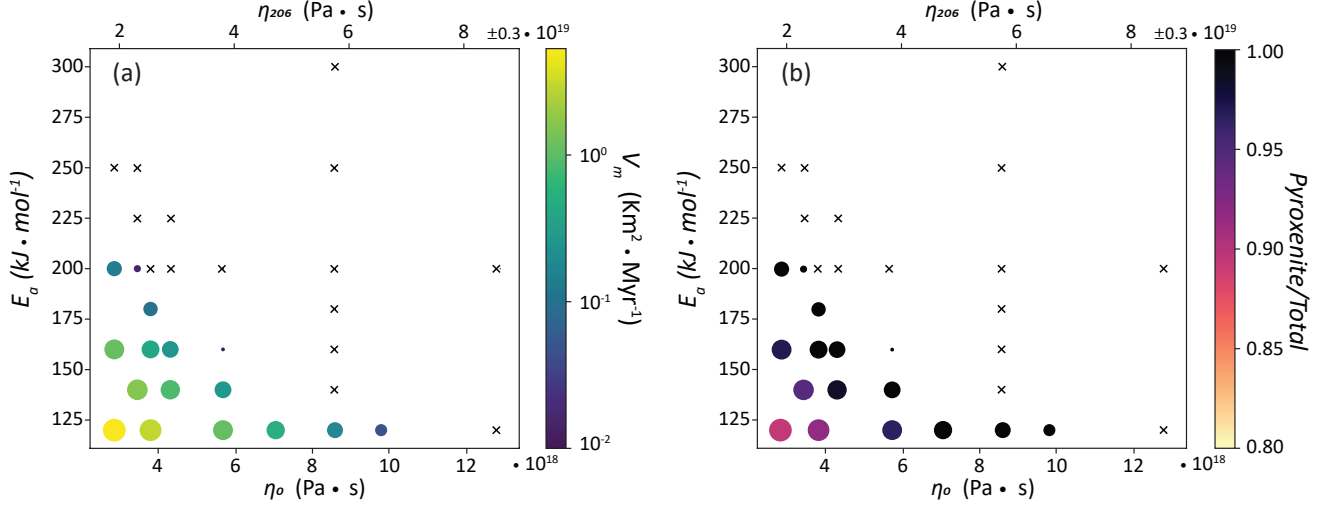 η₂₀₆ (Pa • s)
2 4 6 8 ±0.3 • 10¹⁹
(a)
300
275
250
225
200
175
150
125
Eₐ (kJ • mol⁻¹)
4 6 8 10 12 • 10¹⁸
ηₒ (Pa • s)
10⁰
10⁻¹
10⁻²
Vₘ (Km² • Myr⁻¹)
η₂₀₆ (Pa • s)
2 4 6 8 ±0.3 • 10¹⁹
(b)
300
275
250
225
200
175
150
125
Eₐ (kJ • mol⁻¹)
4 6 8 10 12 • 10¹⁸
ηₒ (Pa • s)
1.00
0.95
0.90
0.85
0.80
Pyroxenite/Total